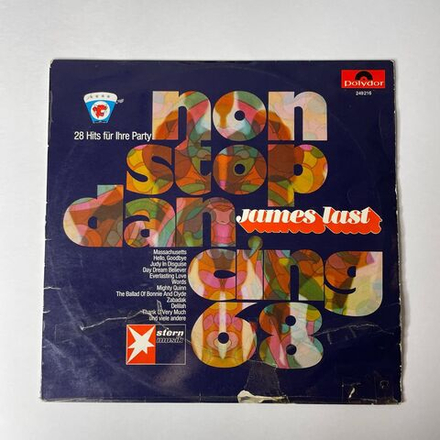 Polydor
249216
28 Hits für Ihre Party
non
stop
dan
cing
68
James Last
Massachusetts
Hello, Goodbye
Judy In Disguise
Day Dream Believer
Everlasting Love
Words
Mighty Quinn
The Ballad Of Bonnie And Clyde
Zabadak
Delilah
Thank U Very Much
und viele andere
stern
musik